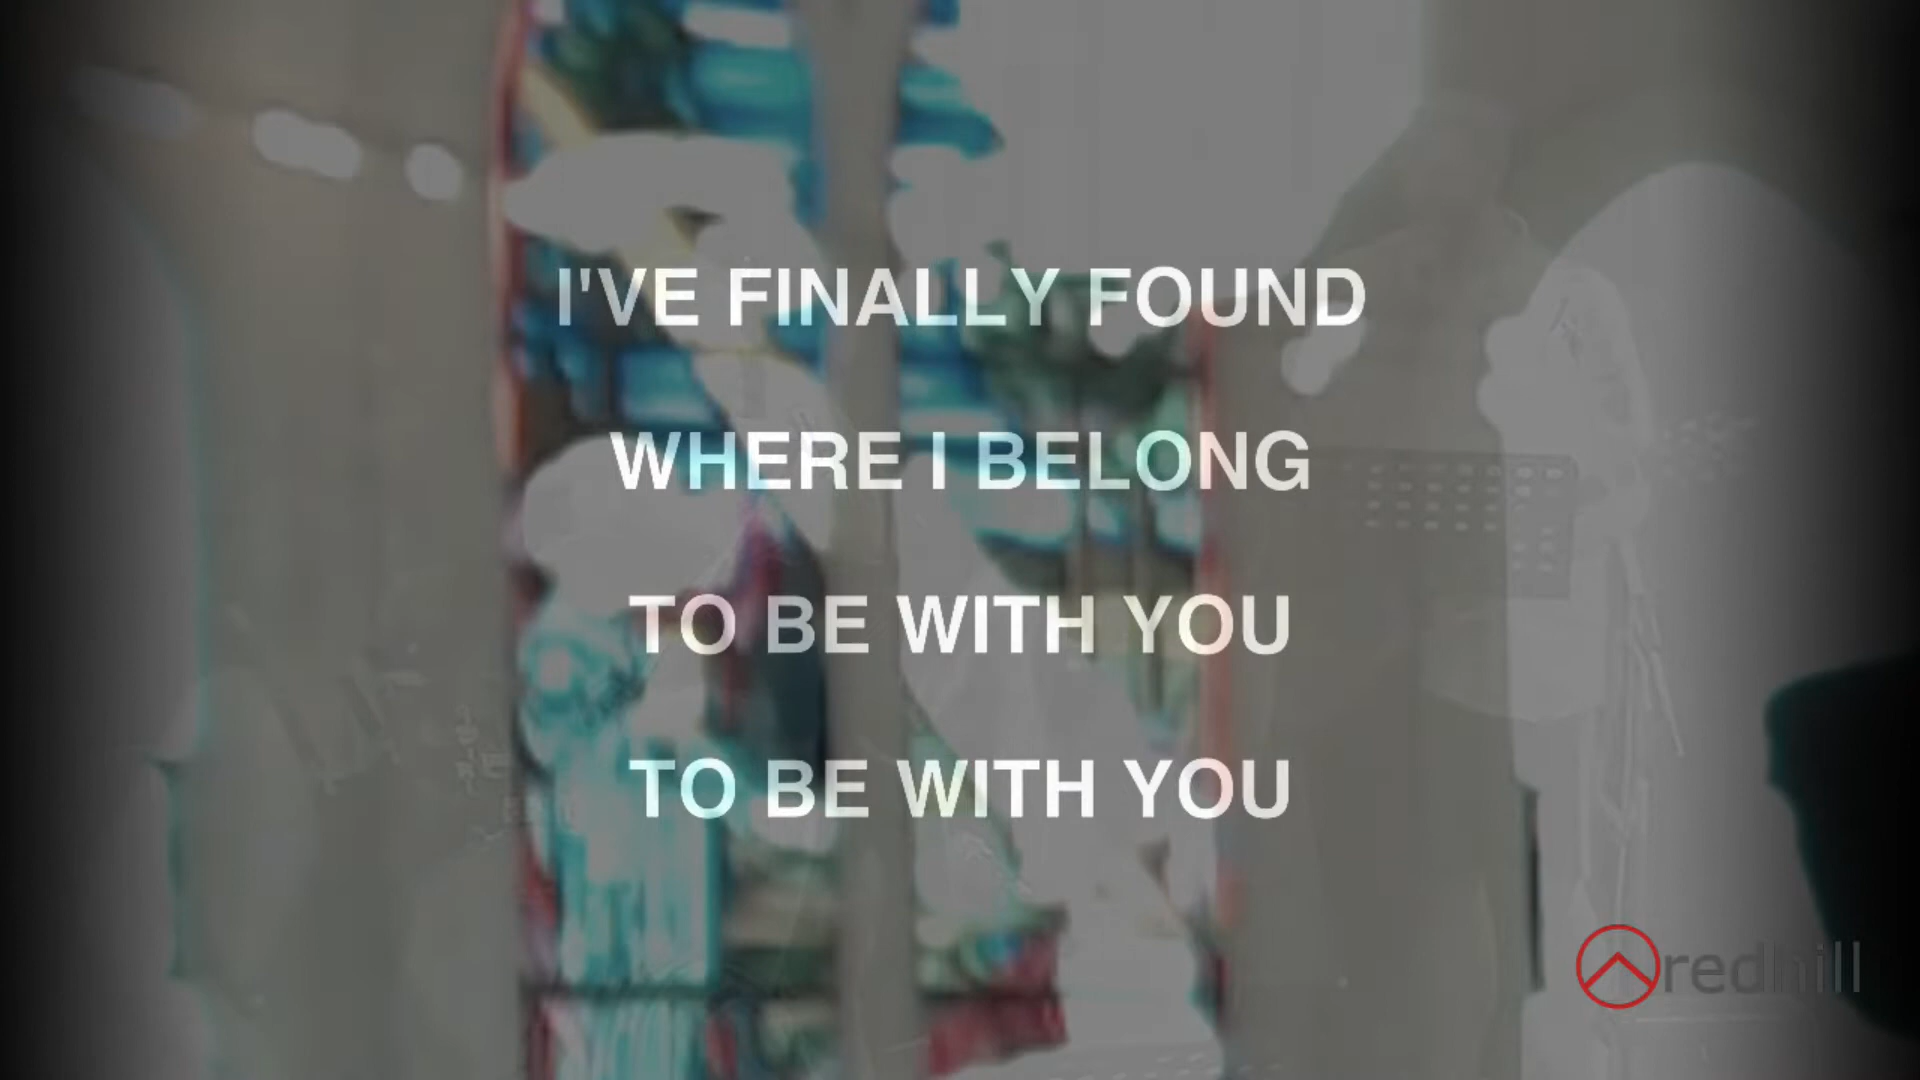 I'VE FINALLY FOUND
WHERE I BELONG
TO BE WITH YOU
TO BE WITH YOU
redhill